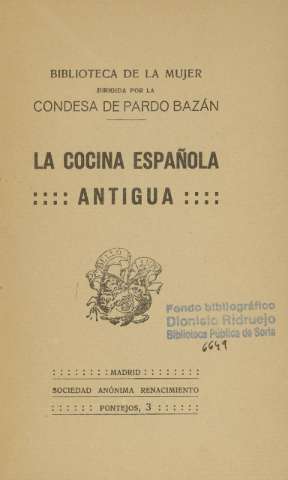 BIBLIOTECA DE LA MUJER
DIRIGIDA POR LA
CONDESA DE PARDO BAZÁN
LA COCINA ESPAÑOLA
:::: ANTIGUA ::::
Fondo bibliográfico
Dionisio Ridruejo
Biblioteca Pública de Soria
6649
: : : : : : : : MADRID : : : : : : : :
SOCIEDAD ANÓNIMA RENACIMIENTO
: : : : : : PONTEJOS, 3 : : : : : :